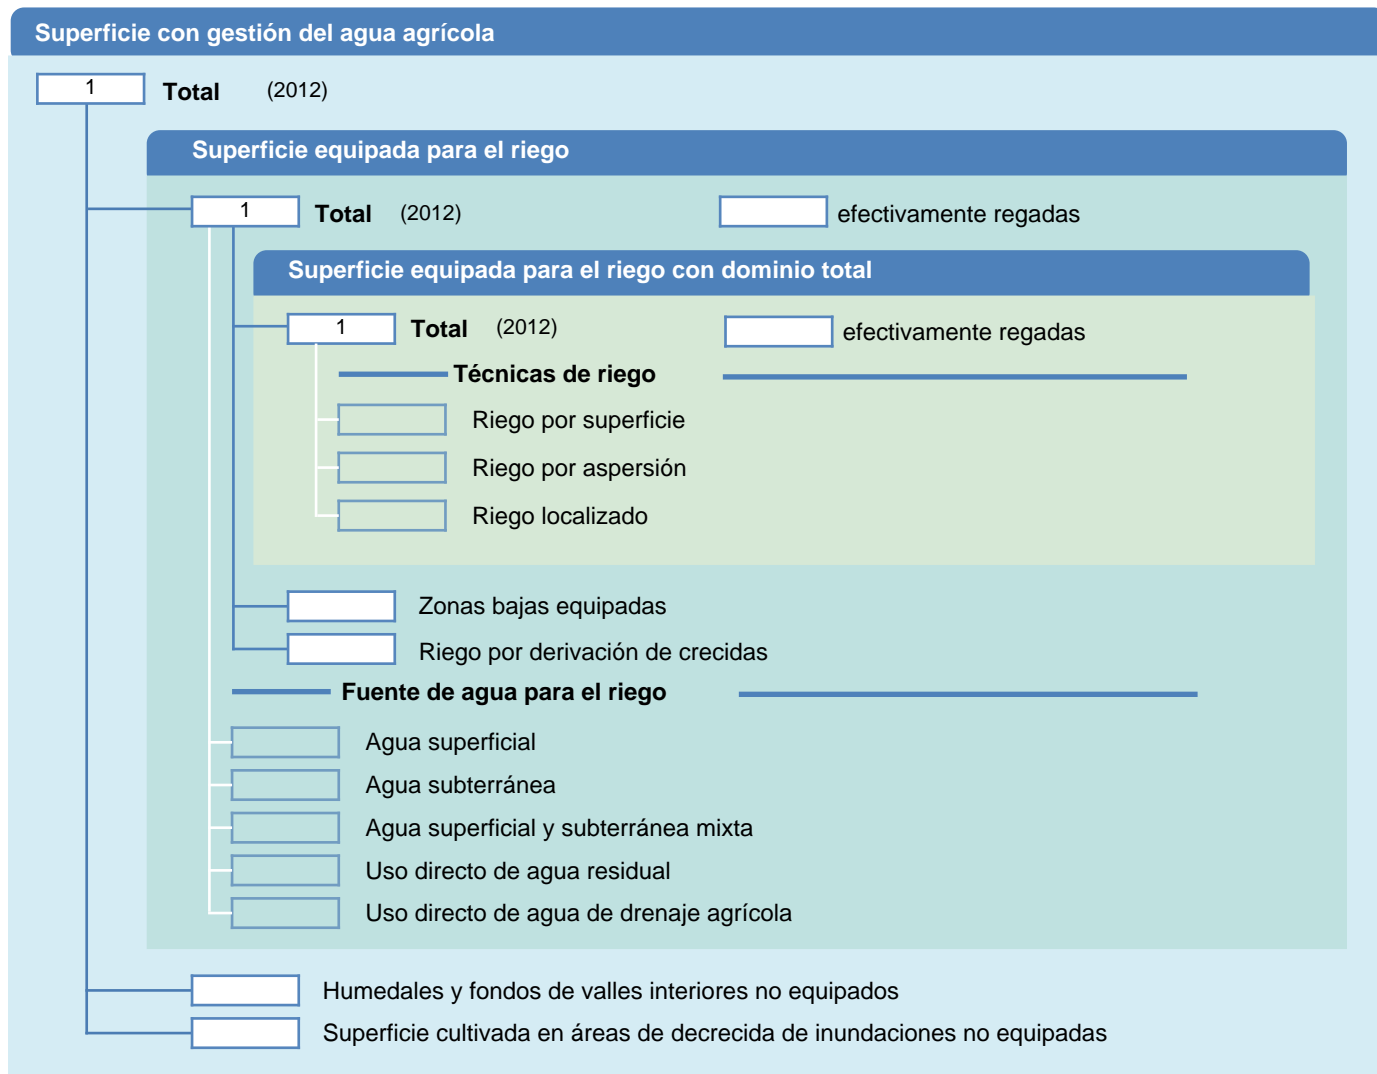 Superficie con gestión del agua agrícola
1 Total (2012)
Superficie equipada para el riego
1 Total (2012) efectivamente regadas
Superficie equipada para el riego con dominio total
1 Total (2012) efectivamente regadas
Técnicas de riego
Riego por superficie
Riego por aspersión
Riego localizado
Zonas bajas equipadas
Riego por derivación de crecidas
Fuente de agua para el riego
Agua superficial
Agua subterránea
Agua superficial y subterránea mixta
Uso directo de agua residual
Uso directo de agua de drenaje agrícola
Humedales y fondos de valles interiores no equipados
Superficie cultivada en áreas de decrecida de inundaciones no equipadas